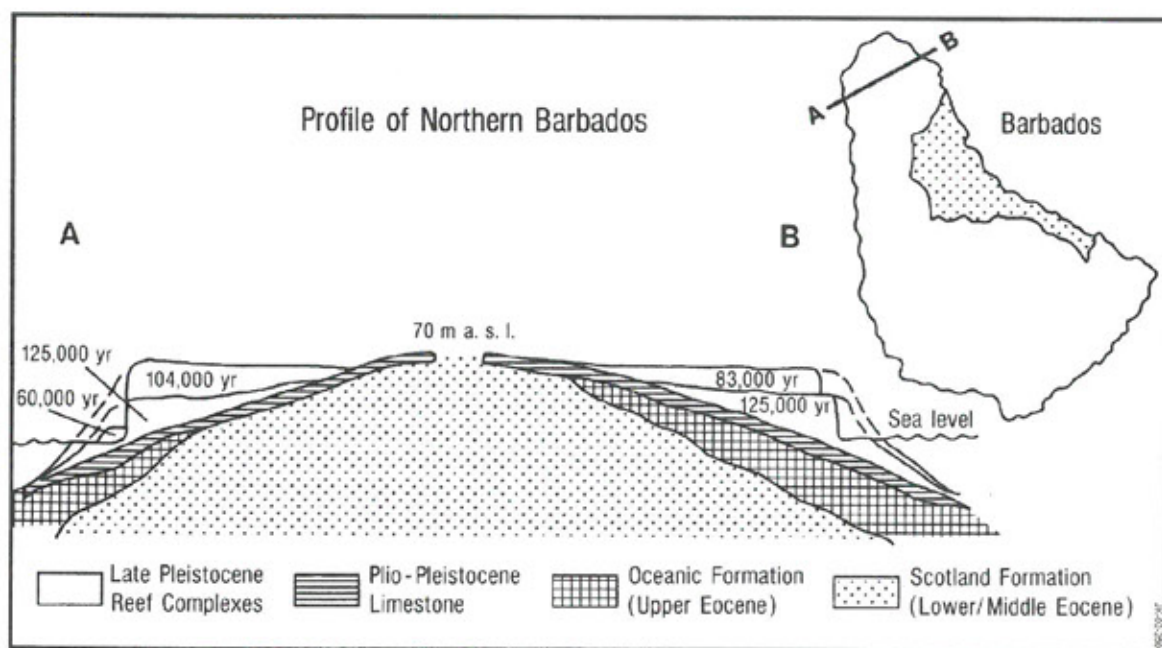 B
A
Profile of Northern Barbados
Barbados
A
B
70 m a. s. l.
125,000 yr
104,000 yr
83,000 yr
60,000 yr
125,000 yr
Sea level
Late Pleistocene
Reef Complexes
Plio-Pleistocene
Limestone
Oceanic Formation
(Upper Eocene)
Scotland Formation
(Lower/Middle Eocene)